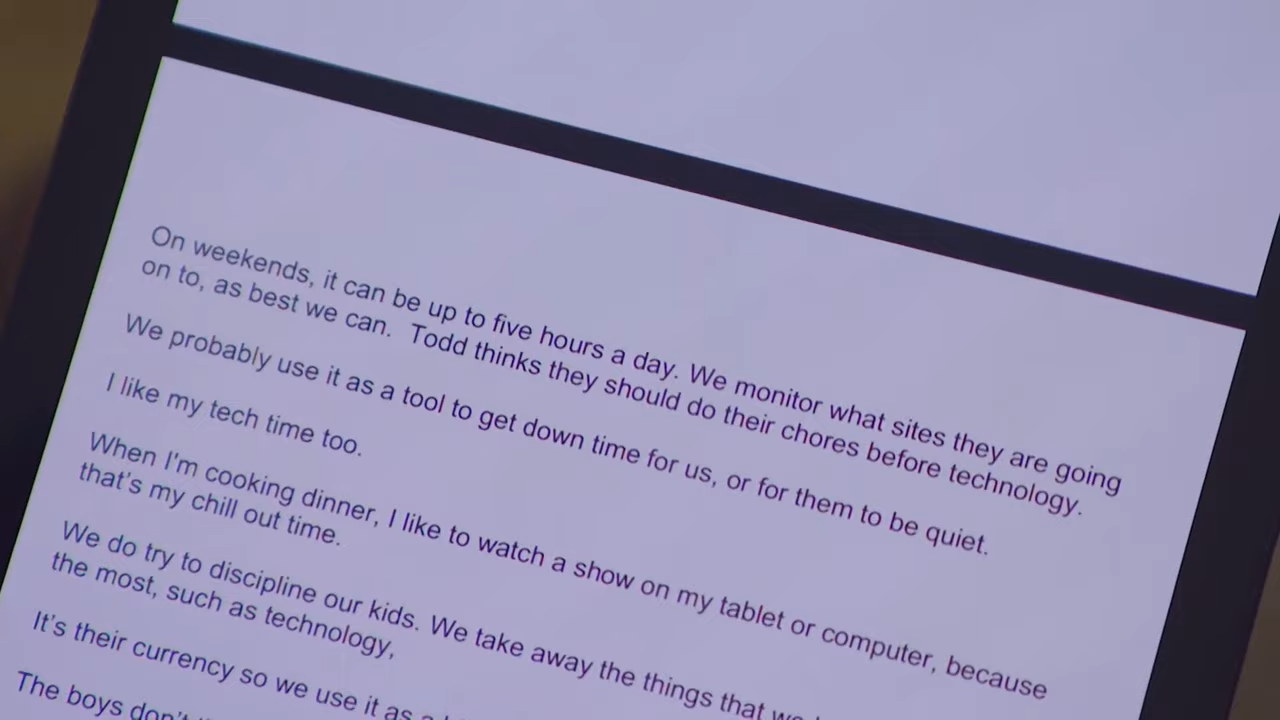 On weekends, it can be up to five hours a day. We monitor what sites they are going
on to, as best we can.  Todd thinks they should do their chores before technology.
We probably use it as a tool to get down time for us, or for them to be quiet.
I like my tech time too.
When I'm cooking dinner, I like to watch a show on my tablet or computer, because
that's my chill out time.
We do try to discipline our kids. We take away the things that
the most, such as technology,
It's their currency so we use it as
The boys don't